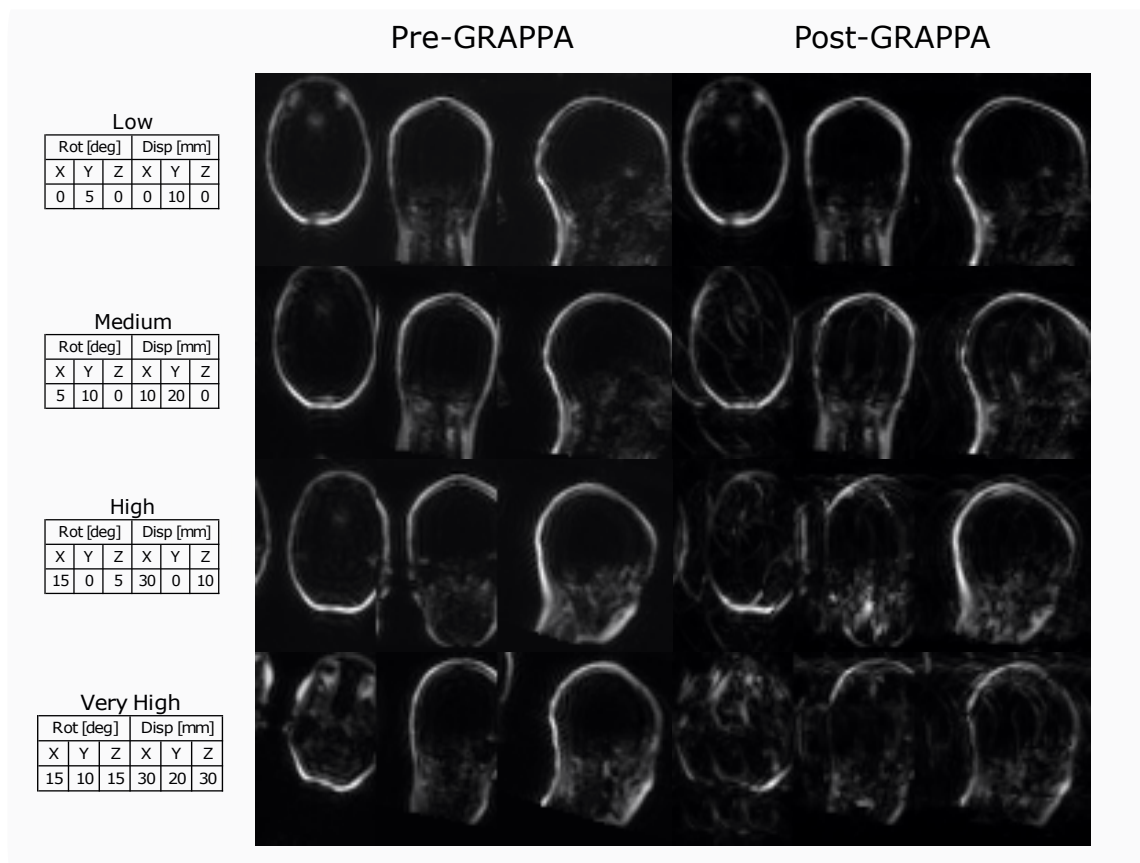 Pre-GRAPPA Post-GRAPPA
Low
Rot [deg] Disp [mm]
X Y Z X Y Z
0 5 0 0 10 0
Medium
Rot [deg] Disp [mm]
X Y Z X Y Z
5 10 0 10 20 0
High
Rot [deg] Disp [mm]
X Y Z X Y Z
15 0 5 30 0 10
Very High
Rot [deg] Disp [mm]
X Y Z X Y Z
15 10 15 30 20 30